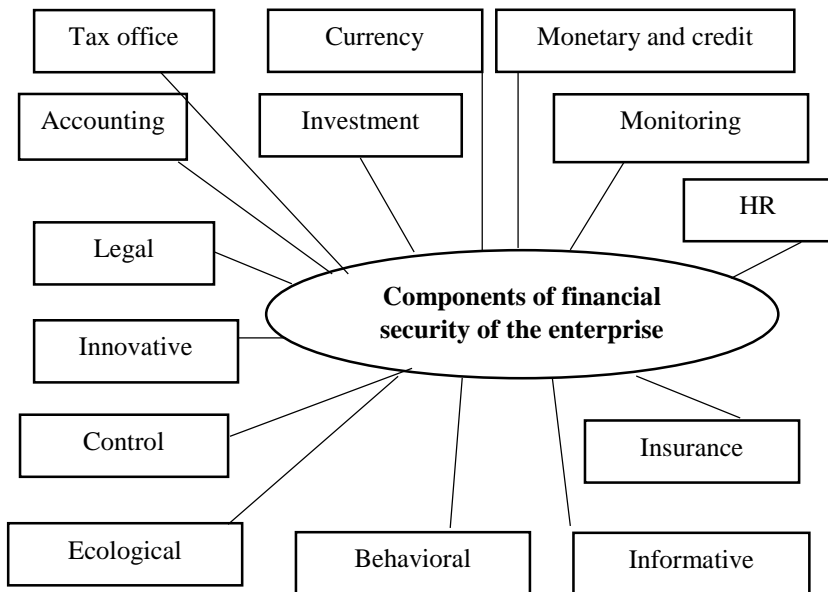 Tax office
Currency
Monetary and credit
Accounting
Investment
Monitoring
HR
Legal
Components of financial
security of the enterprise
Innovative
Control
Insurance
Ecological
Behavioral
Informative